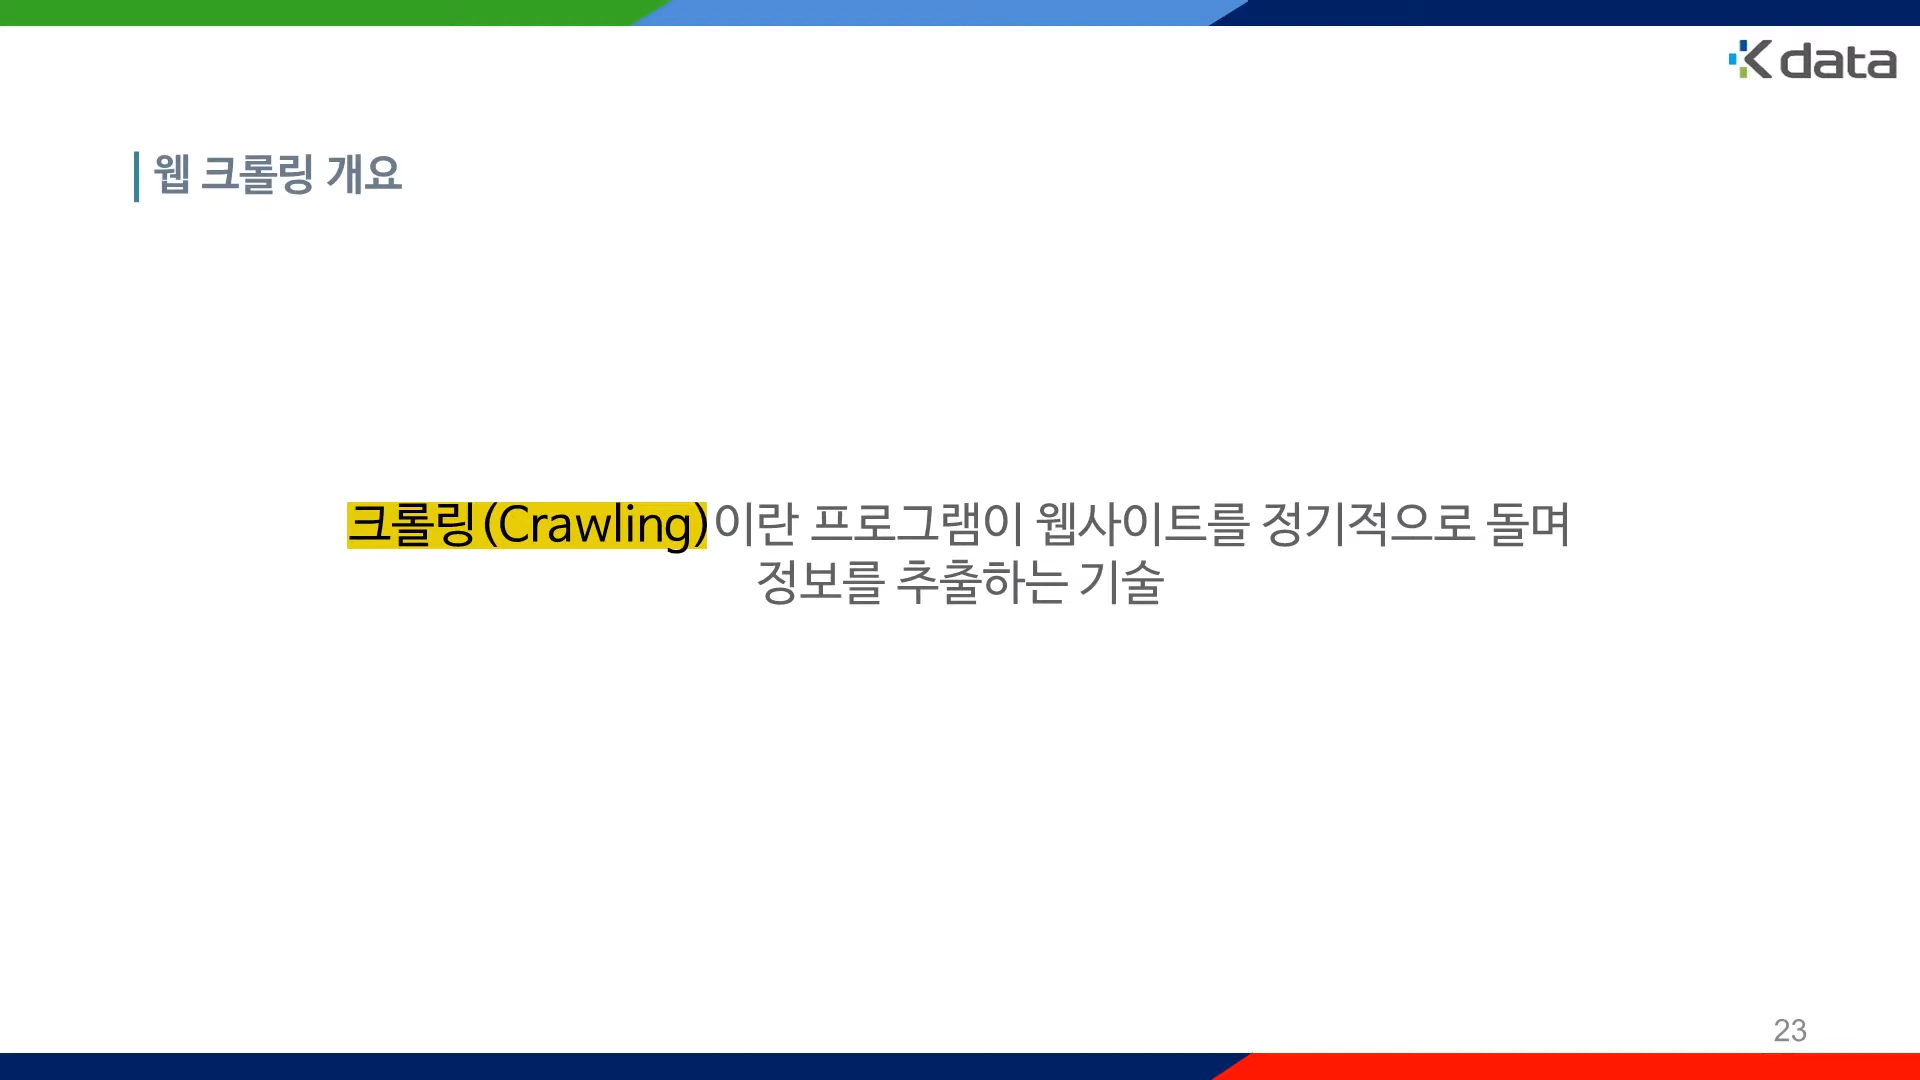 K data
웹 크롤링 개요
크롤링(Crawling)이란 프로그램이 웹사이트를 정기적으로 돌며
정보를 추출하는 기술
23